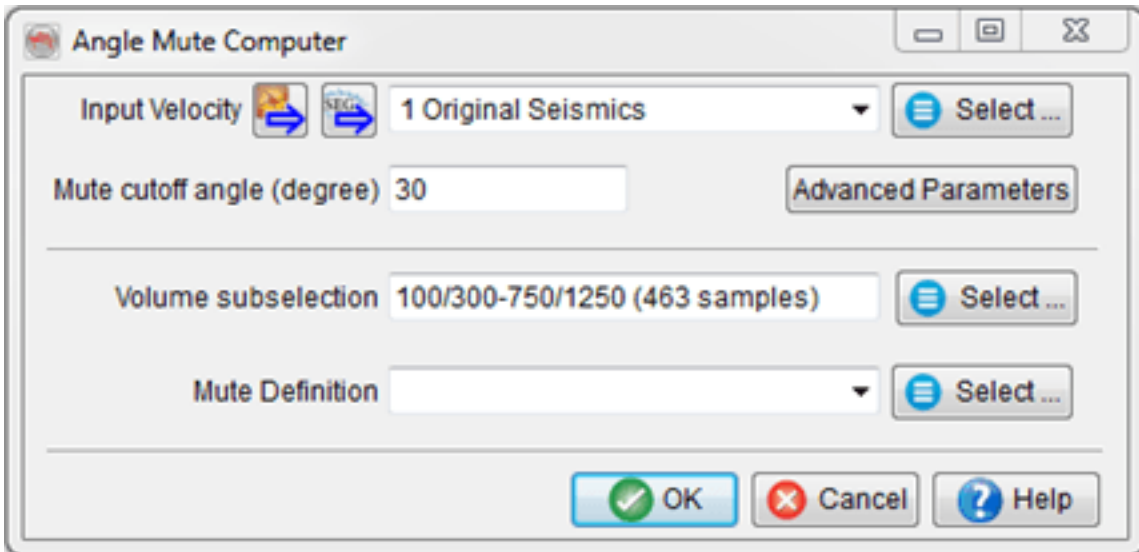 Angle Mute Computer
Input Velocity SEG 1 Original Seismics Select ...
Mute cutoff angle (degree) 30 Advanced Parameters
Volume subselection 100/300-750/1250 (463 samples) Select ...
Mute Definition Select ...
OK Cancel Help